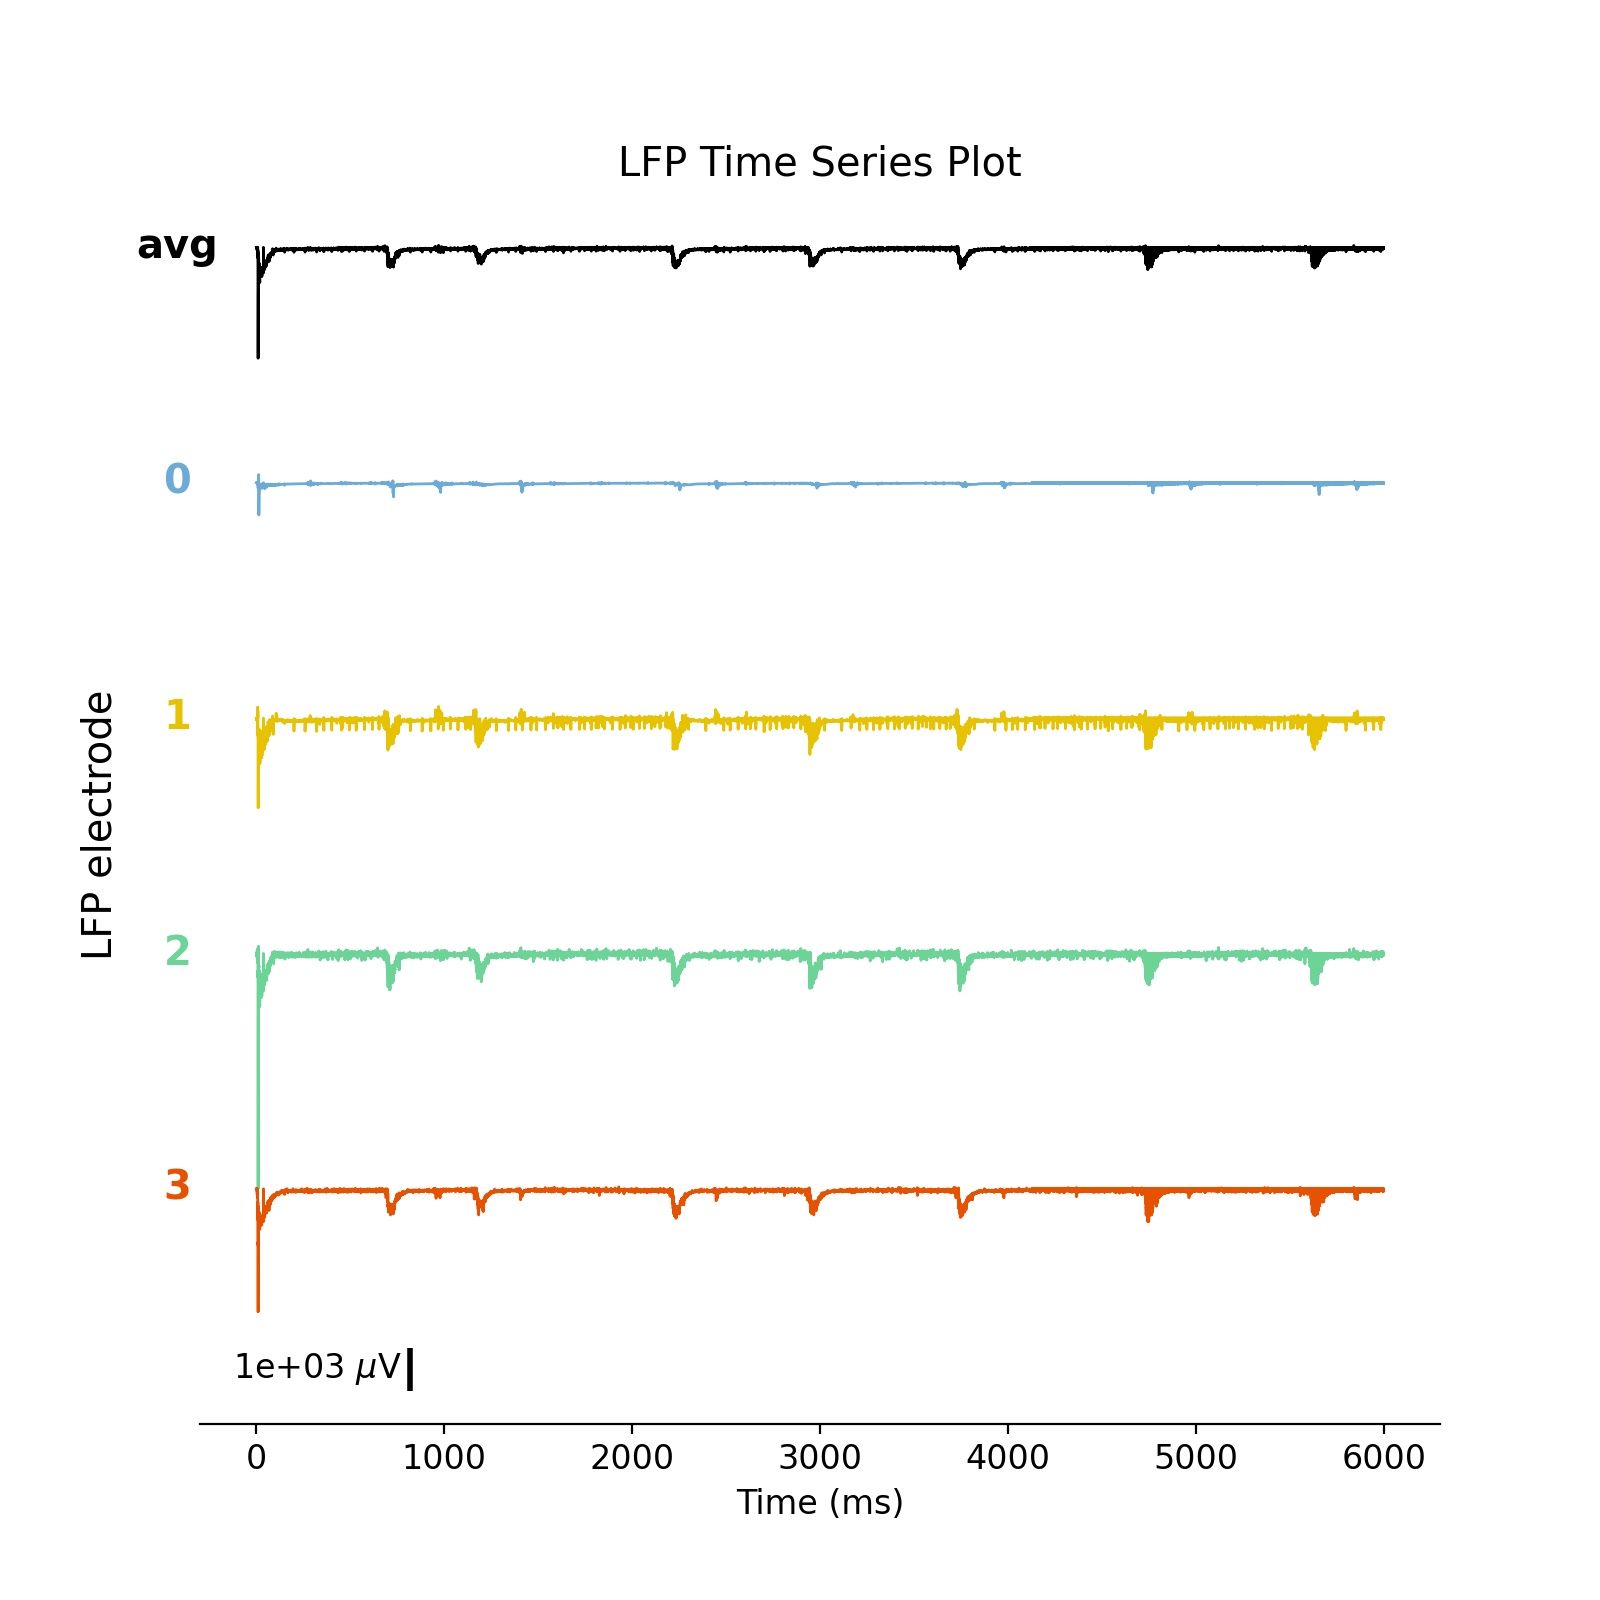 LFP Time Series Plot
avg
0
1
2
3
LFP electrode
1e+03 μV
0 1000 2000 3000 4000 5000 6000
Time (ms)